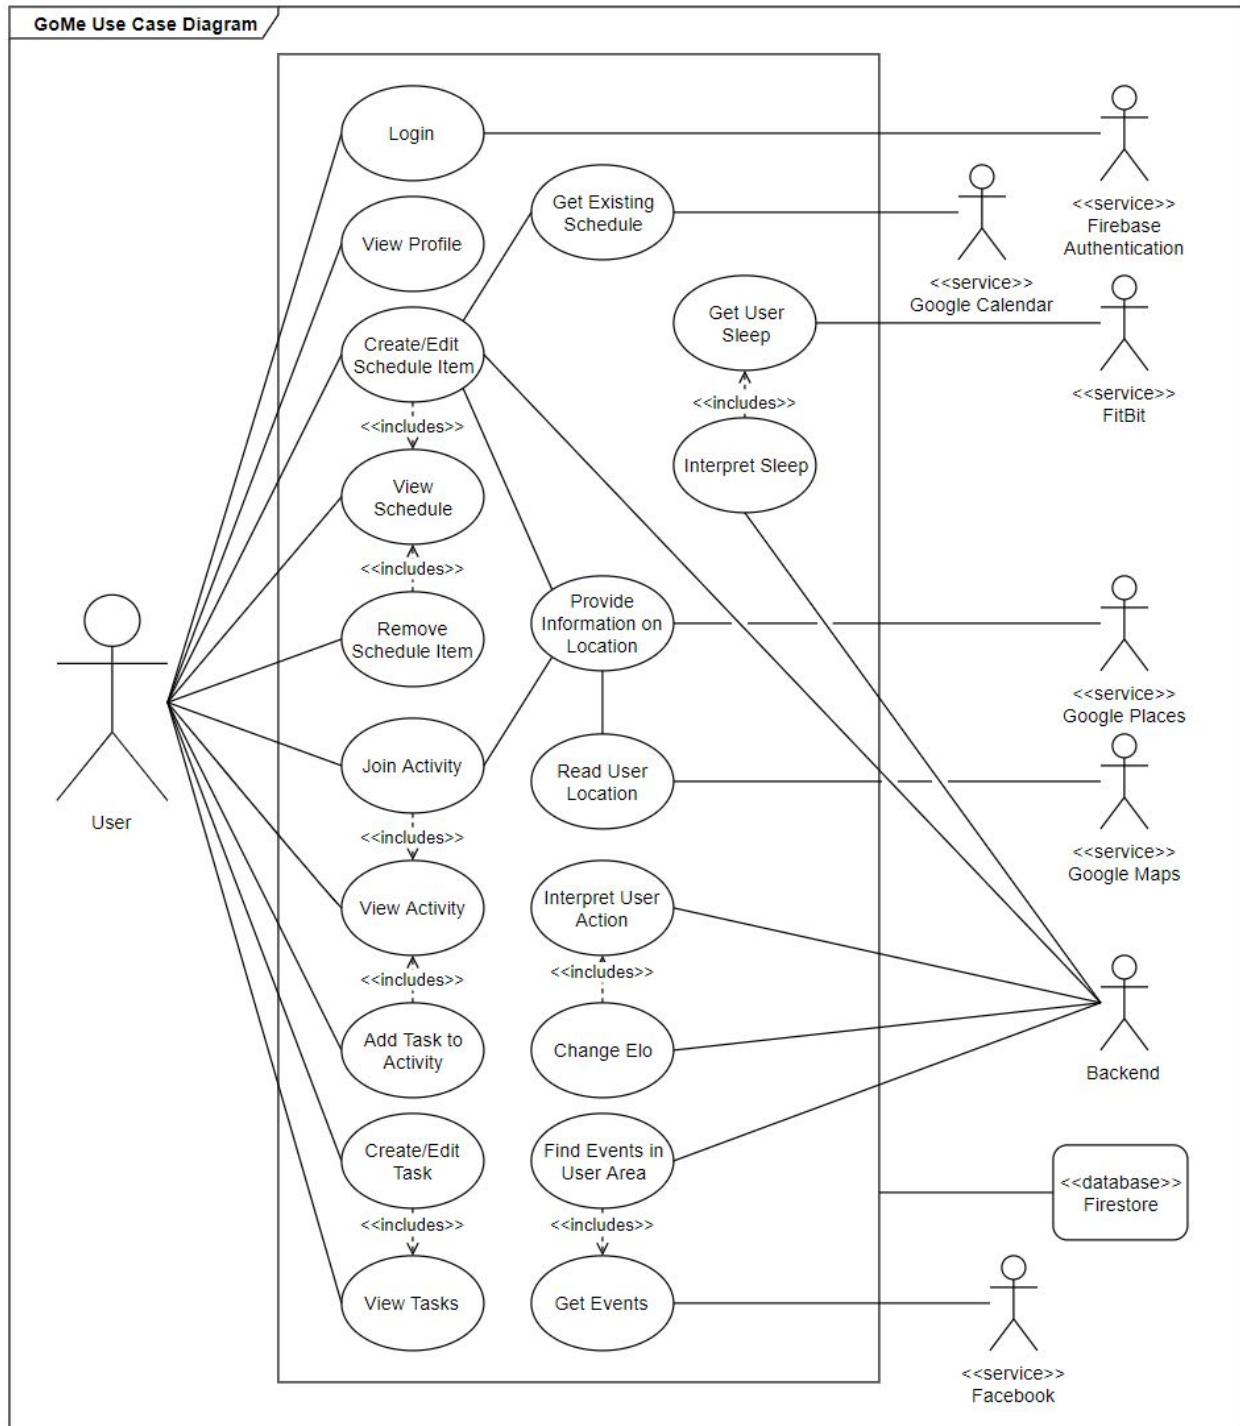 GoMe Use Case Diagram
Login
<<service>>
Firebase
Authentication
View Profile
Get Existing
Schedule
<<service>>
Google Calendar
Create/Edit
Schedule Item
Get User
Sleep
<<service>>
FitBit
<<includes>>
<<includes>>
View
Schedule
Interpret Sleep
<<includes>>
Remove
Schedule Item
Provide
Information on
Location
<<service>>
Google Places
User
Join Activity
Read User
Location
<<service>>
Google Maps
<<includes>>
View Activity
Interpret User
Action
<<includes>>
<<includes>>
Add Task to
Activity
Change Elo
Backend
Create/Edit
Task
Find Events in
User Area
<<database>>
Firestore
<<includes>>
<<includes>>
View Tasks
Get Events
<<service>>
Facebook